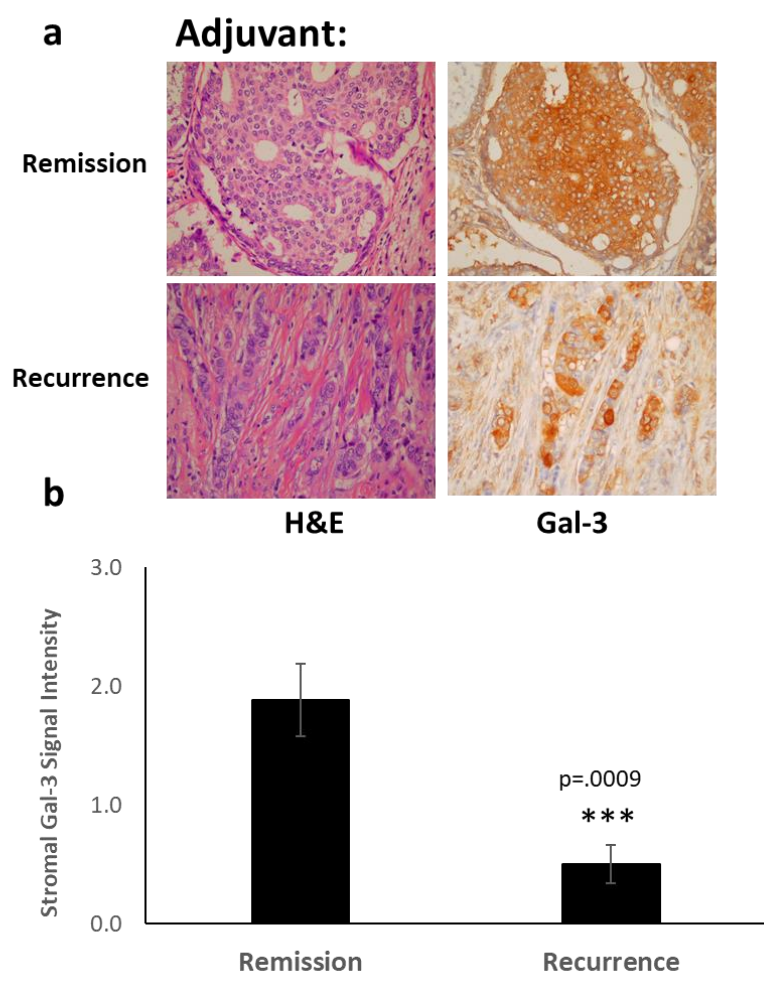 a
Adjuvant:
Remission
Recurrence
H&E
Gal-3
b
3.0
2.0
1.0
0.0
Stromal Gal-3 Signal Intensity
p=.0009
***
Remission
Recurrence